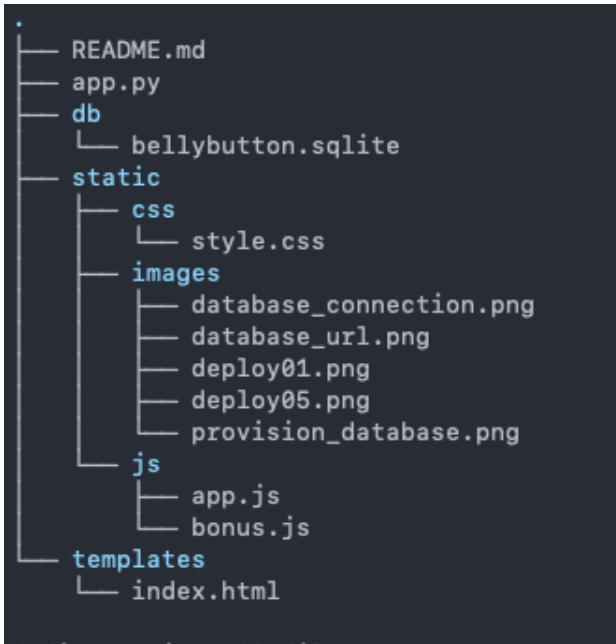 .
├── README.md
├── app.py
├── db
│   └── bellybutton.sqlite
├── static
│   ├── css
│   │   └── style.css
│   ├── images
│   │   ├── database_connection.png
│   │   ├── database_url.png
│   │   ├── deploy01.png
│   │   ├── deploy05.png
│   │   └── provision_database.png
│   └── js
│       ├── app.js
│       └── bonus.js
└── templates
    └── index.html